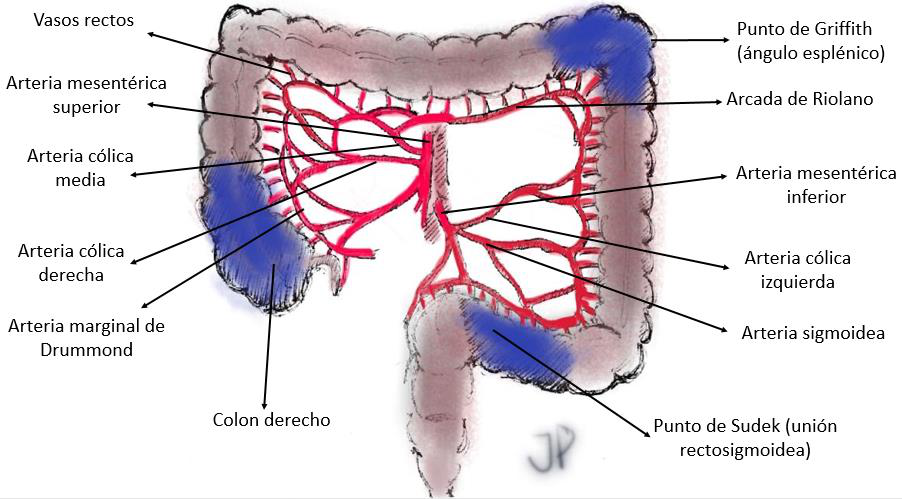 Vasos rectos
Arteria mesentérica
superior
Arteria cólica
media
Arteria cólica
derecha
Arteria marginal de
Drummond
Colon derecho
Punto de Griffith
(ángulo esplénico)
Arcada de Riolano
Arteria mesentérica
inferior
Arteria cólica
izquierda
Arteria sigmoidea
Punto de Sudek (unión
rectosigmoidea)
JP